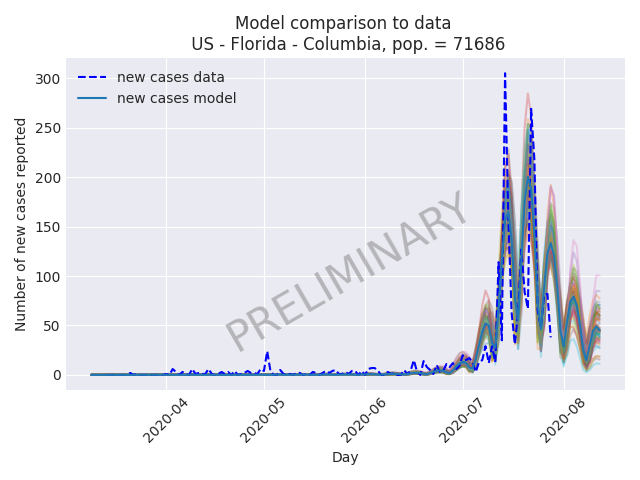 Model comparison to data
US - Florida - Columbia, pop. = 71686
new cases data
new cases model
Number of new cases reported
300
250
200
150
100
50
0
PRELIMINARY
2020-04
2020-05
2020-06
2020-07
2020-08
Day